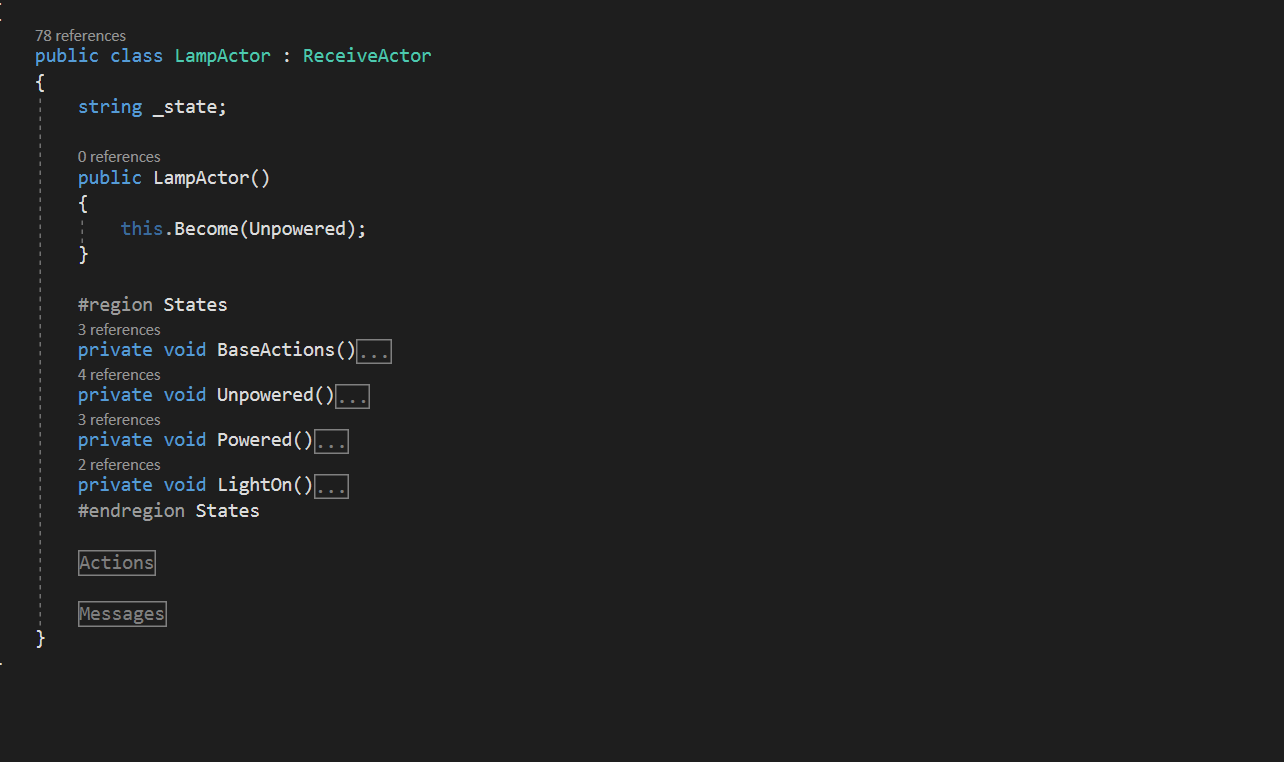 78 references
public class LampActor : ReceiveActor
{
string _state;
0 references
public LampActor()
{
this.Become(Unpowered);
}
#region States
3 references
private void BaseActions()...
4 references
private void Unpowered()...
3 references
private void Powered()...
2 references
private void LightOn()...
#endregion States
Actions
Messages
}